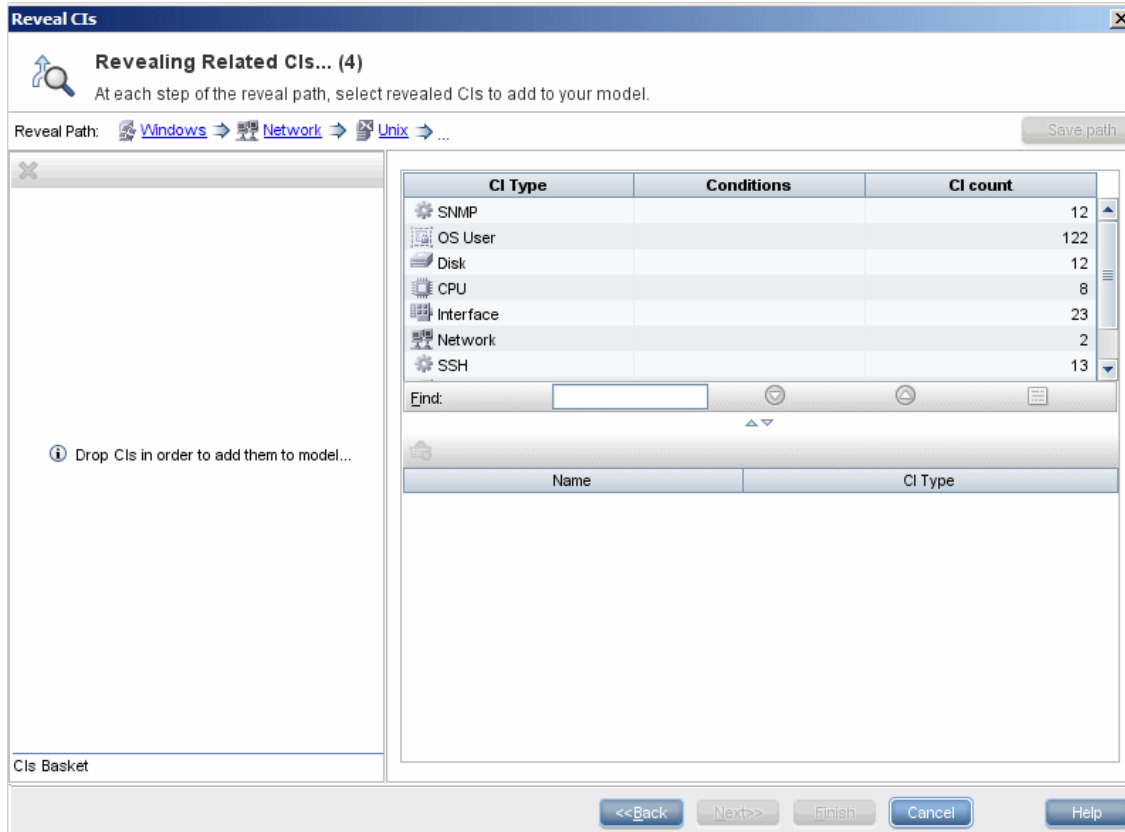 Reveal CIs
Revealing Related CIs... (4)
At each step of the reveal path, select revealed CIs to add to your model.
Reveal Path: Windows Network Unix ...
Save path
CI Type Conditions CI count
SNMP 12
OS User 122
Disk 12
CPU 8
Interface 23
Network 2
SSH 13
Find:
Drop CIs in order to add them to model...
Name CI Type
CIs Basket
<<Back Next>> Finish Cancel Help